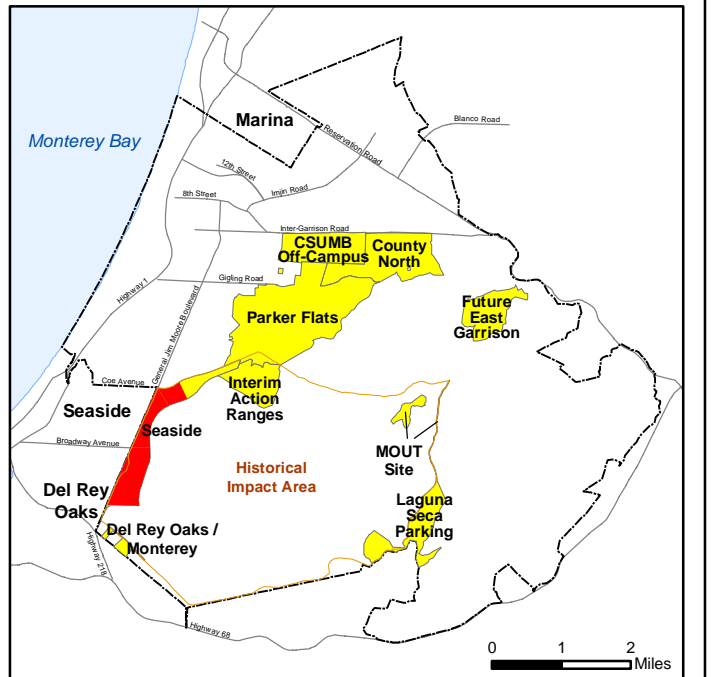 Marina
Blanco Road
Monterey Bay
Reservation Road
12th Street
Imjin Road
8th Street
Inter-Garrison Road
CSUMB
Off-Campus
County
North
Gigling Road
Highway 1
General Jim Moore Boulevard
Future
East
Garrison
Parker Flats
Coe Avenue
Interim
Action
Ranges
Seaside
Seaside
Broadway Avenue
MOUT
Site
Historical
Impact Area
Del Rey
Oaks
Laguna
Seca
Parking
Del Rey Oaks /
Monterey
Highway 218
Highway 68
0 1 2
Miles